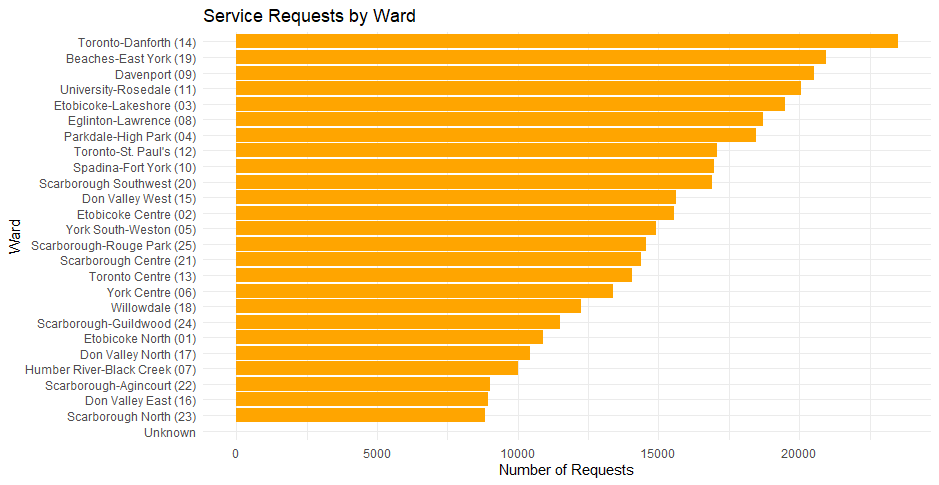 Service Requests by Ward
Toronto-Danforth (14)
Beaches-East York (19)
Davenport (09)
University-Rosedale (11)
Etobicoke-Lakeshore (03)
Eglinton-Lawrence (08)
Parkdale-High Park (04)
Toronto-St. Paul's (12)
Spadina-Fort York (10)
Scarborough Southwest (20)
Don Valley West (15)
Etobicoke Centre (02)
York South-Weston (05)
Scarborough-Rouge Park (25)
Scarborough Centre (21)
Toronto Centre (13)
York Centre (06)
Willowdale (18)
Scarborough-Guildwood (24)
Etobicoke North (01)
Don Valley North (17)
Humber River-Black Creek (07)
Scarborough-Agincourt (22)
Don Valley East (16)
Scarborough North (23)
Unknown
Ward
0 5000 10000 15000 20000
Number of Requests